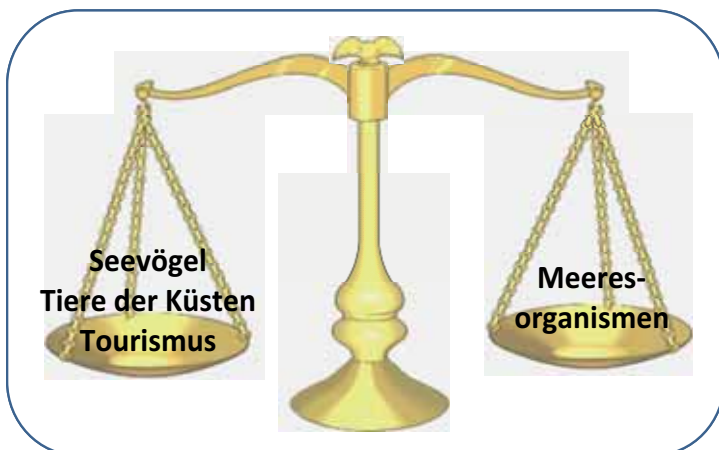 Seevögel
Tiere der Küsten
Tourismus
Meeres-
organismen